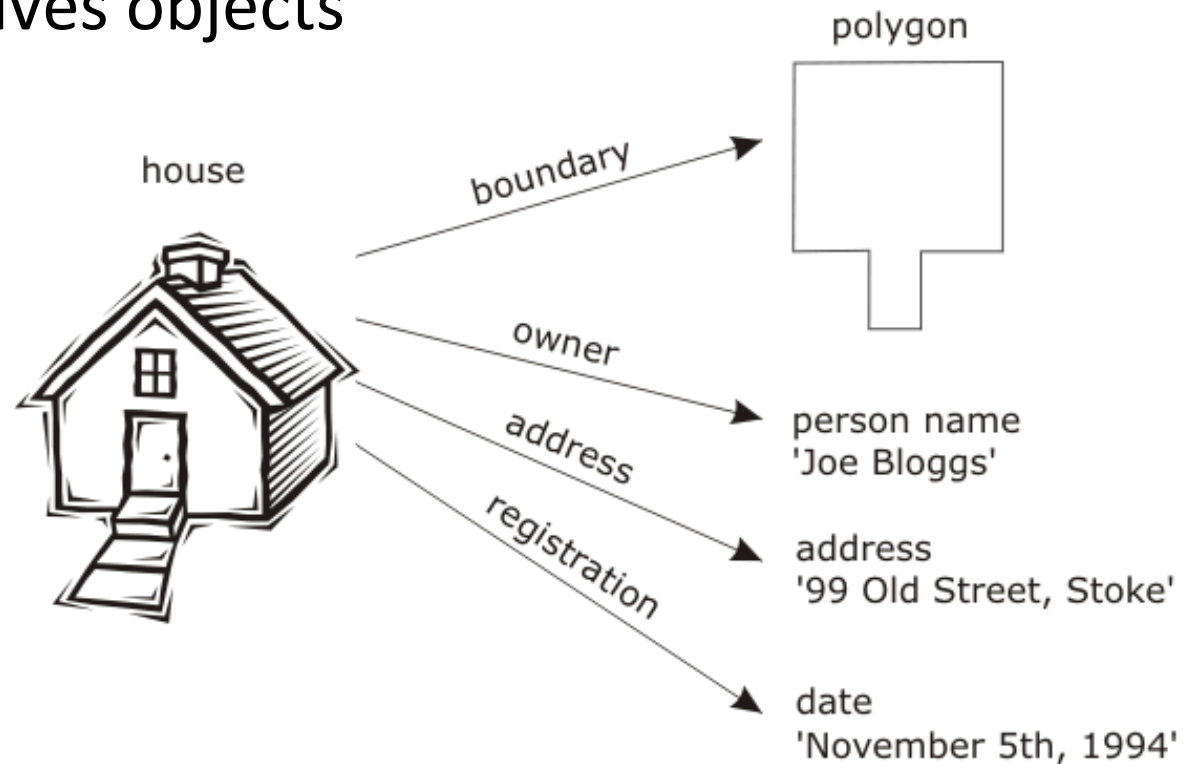 objects
polygon
house
boundary
owner
person name
'Joe Bloggs'
address
address
'99 Old Street, Stoke'
registration
date
'November 5th, 1994'